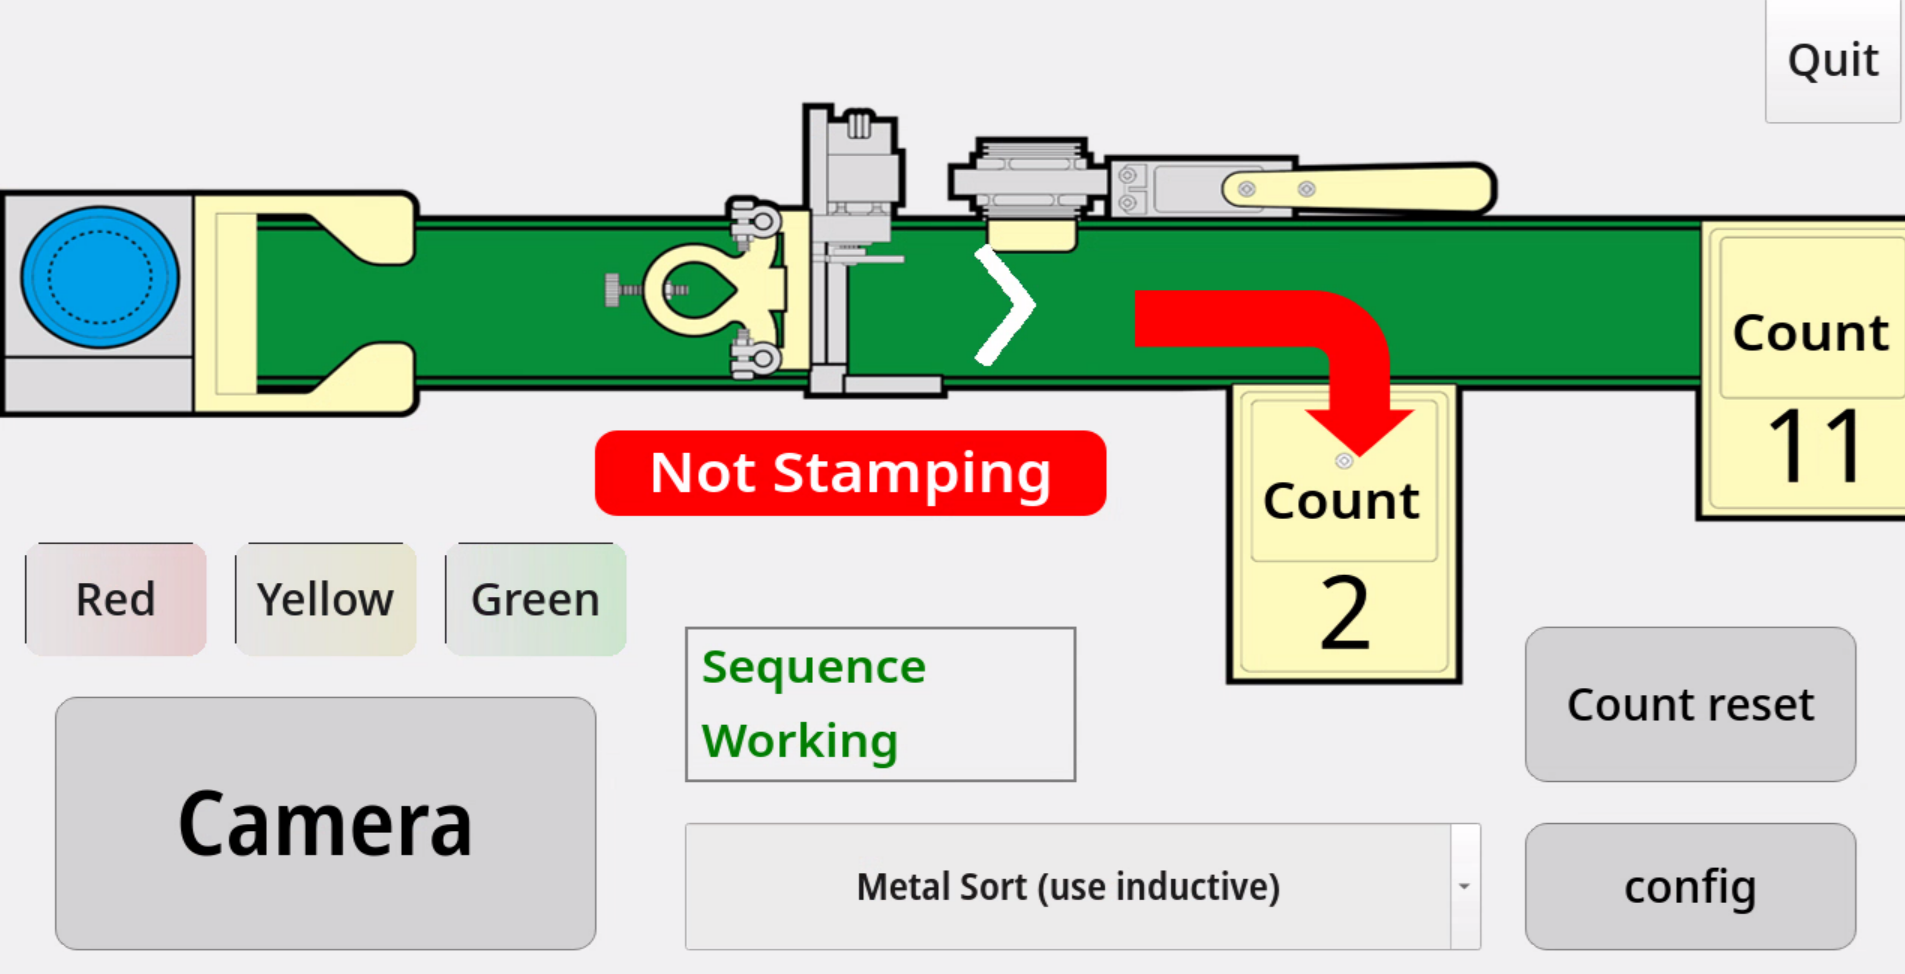 Quit
Count
11
Not Stamping
Count
2
Red
Yellow
Green
Sequence
Working
Count reset
Camera
Metal Sort (use inductive)
config